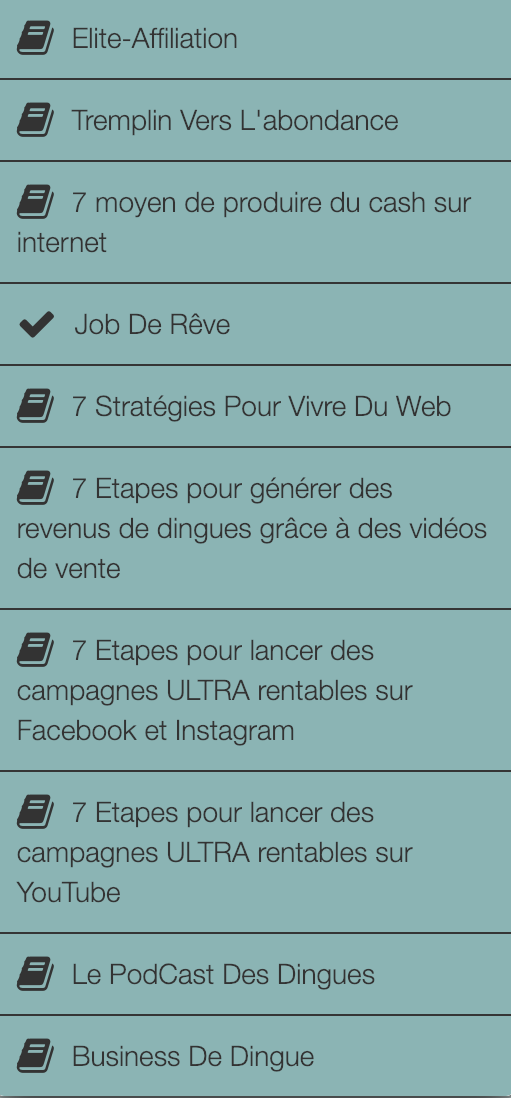 Elite-Affiliation
Tremplin Vers L'abondance
7 moyen de produire du cash sur
internet
Job De Rêve
7 Stratégies Pour Vivre Du Web
7 Etapes pour générer des
revenus de dingues grâce à des vidéos
de vente
7 Etapes pour lancer des
campagnes ULTRA rentables sur
Facebook et Instagram
7 Etapes pour lancer des
campagnes ULTRA rentables sur
YouTube
Le PodCast Des Dingues
Business De Dingue